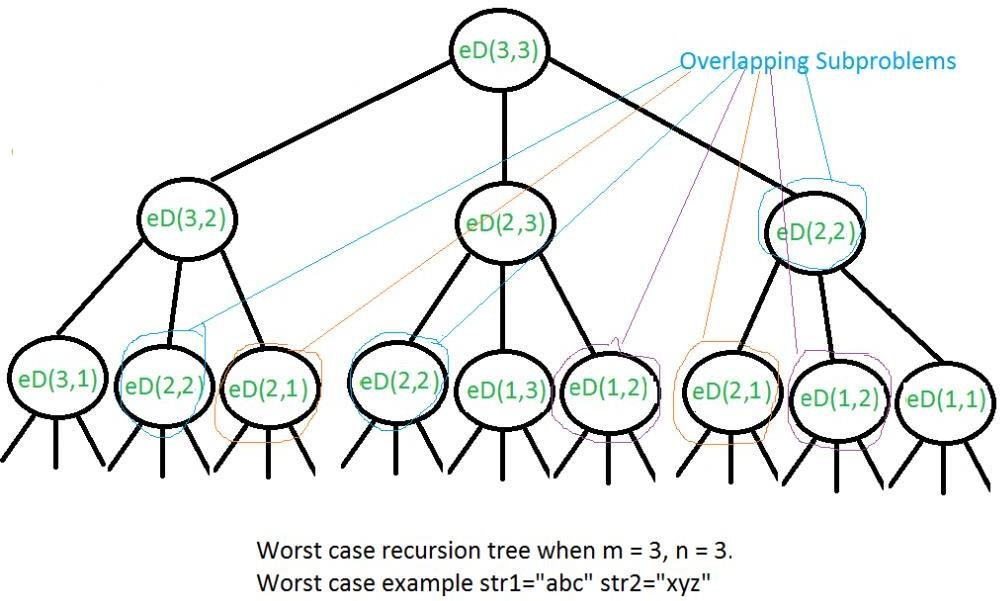 eD(3,3)
Overlapping Subproblems
eD(3,2)
eD(2,3)
eD(2,2)
eD(3,1)
eD(2,2)
eD(2,1)
eD(2,2)
eD(1,3)
eD(1,2)
eD(2,1)
eD(1,2)
eD(1,1)
Worst case recursion tree when m = 3, n = 3.
Worst case example str1="abc" str2="xyz"